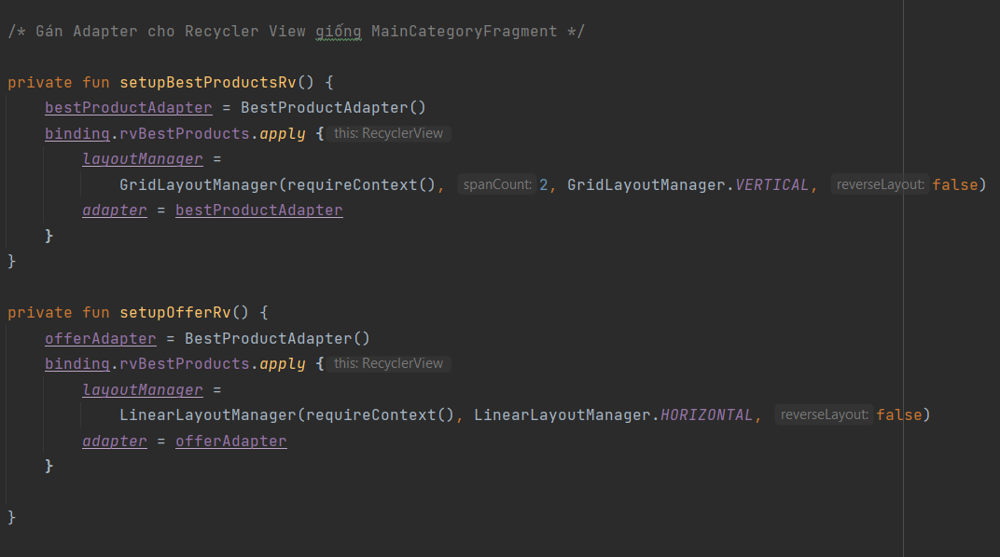 /* Gán Adapter cho Recycler View giống MainCategoryFragment */
private fun setupBestProductsRv() {
bestProductAdapter = BestProductAdapter()
binding.rvBestProducts.apply { this: RecyclerView
layoutManager =
GridLayoutManager(requireContext(), spanCount: 2, GridLayoutManager.VERTICAL, reverseLayout: false)
adapter = bestProductAdapter
}
}
private fun setupOfferRv() {
offerAdapter = BestProductAdapter()
binding.rvBestProducts.apply { this: RecyclerView
layoutManager =
LinearLayoutManager(requireContext(), LinearLayoutManager.HORIZONTAL, reverseLayout: false)
adapter = offerAdapter
}
}